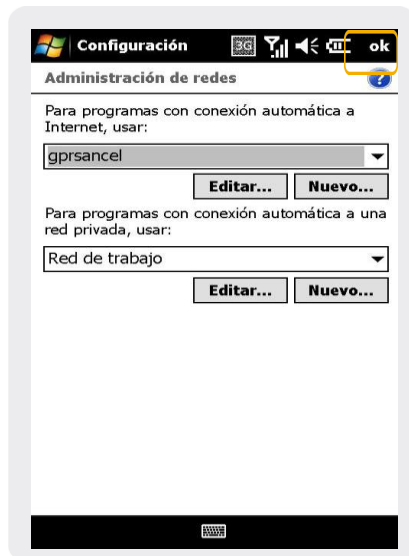 Configuración 3G ok
Administración de redes ?
Para programas con conexión automática a
Internet, usar:
gprsancel
Editar... Nuevo...
Para programas con conexión automática a una
red privada, usar:
Red de trabajo
Editar... Nuevo...